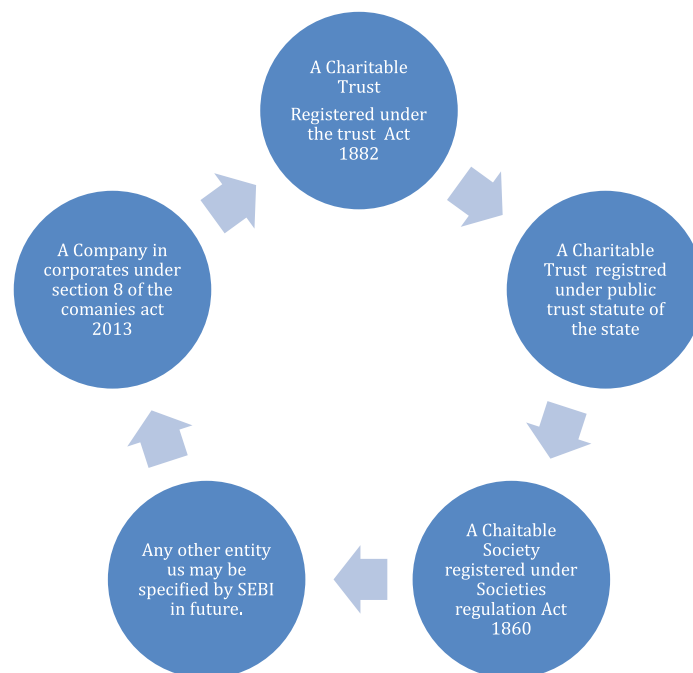 A Charitable
Trust
Registered under
the trust Act
1882
A Charitable
Trust registred
under public
trust statute of
the state
A Chaitable
Society
registered under
Societies
regulation Act
1860
Any other entity
us may be
specified by SEBI
in future.
A Company in
corporates under
section 8 of the
comanies act
2013